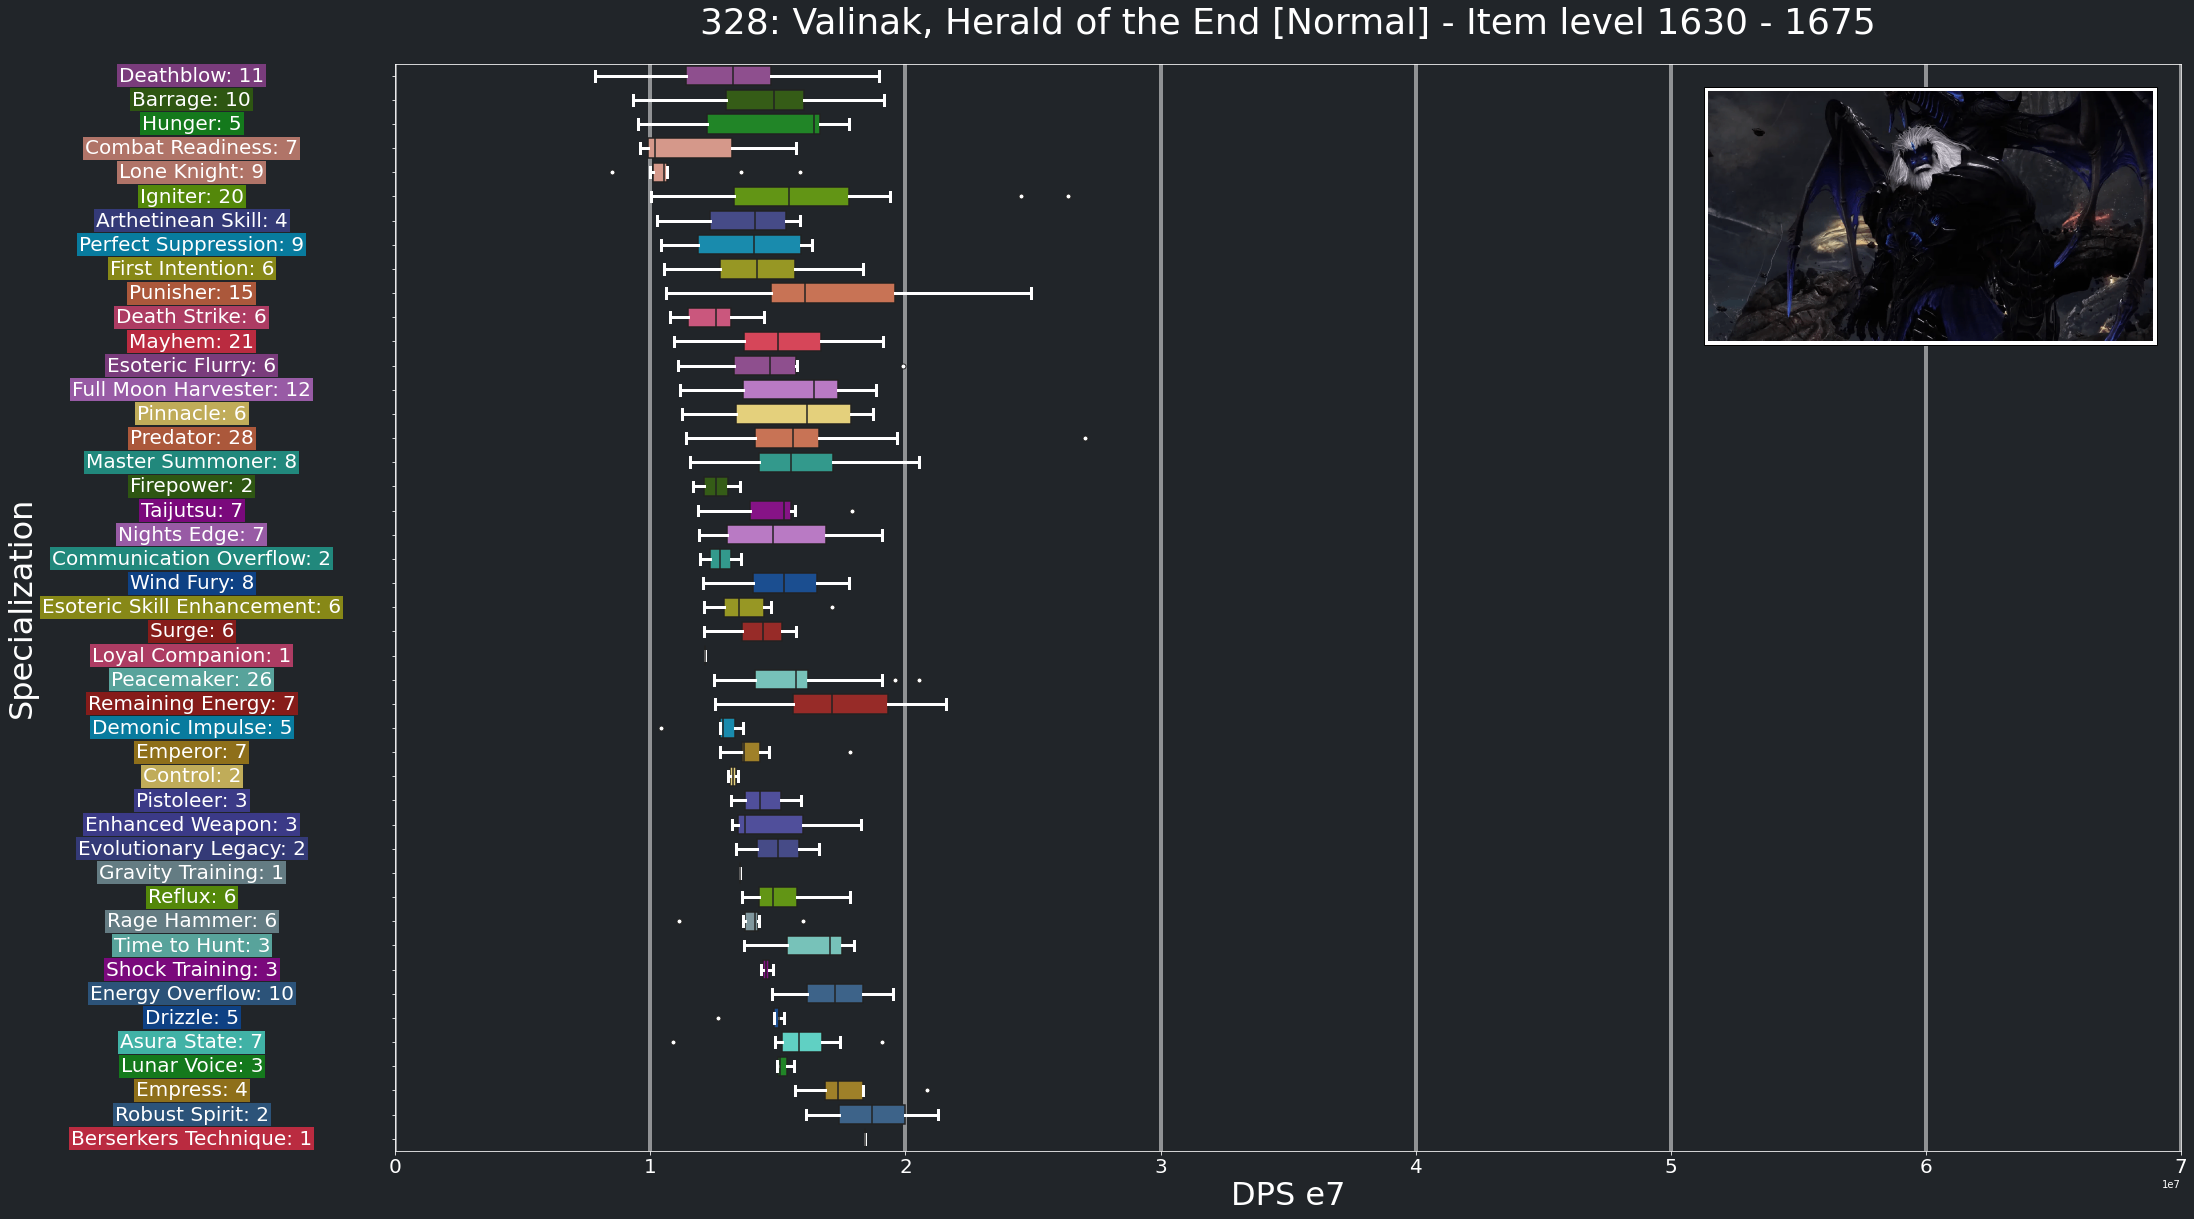 328: Valinak, Herald of the End [Normal] - Item level 1630 - 1675
Specialization
Deathblow: 11
Barrage: 10
Hunger: 5
Combat Readiness: 7
Lone Knight: 9
Igniter: 20
Arthetinean Skill: 4
Perfect Suppression: 9
First Intention: 6
Punisher: 15
Death Strike: 6
Mayhem: 21
Esoteric Flurry: 6
Full Moon Harvester: 12
Pinnacle: 6
Predator: 28
Master Summoner: 8
Firepower: 2
Taijutsu: 7
Nights Edge: 7
Communication Overflow: 2
Wind Fury: 8
Esoteric Skill Enhancement: 6
Surge: 6
Loyal Companion: 1
Peacemaker: 26
Remaining Energy: 7
Demonic Impulse: 5
Emperor: 7
Control: 2
Pistoleer: 3
Enhanced Weapon: 3
Evolutionary Legacy: 2
Gravity Training: 1
Reflux: 6
Rage Hammer: 6
Time to Hunt: 3
Shock Training: 3
Energy Overflow: 10
Drizzle: 5
Asura State: 7
Lunar Voice: 3
Empress: 4
Robust Spirit: 2
Berserkers Technique: 1
0 1 2 3 4 5 6 7
1e7
DPS e7